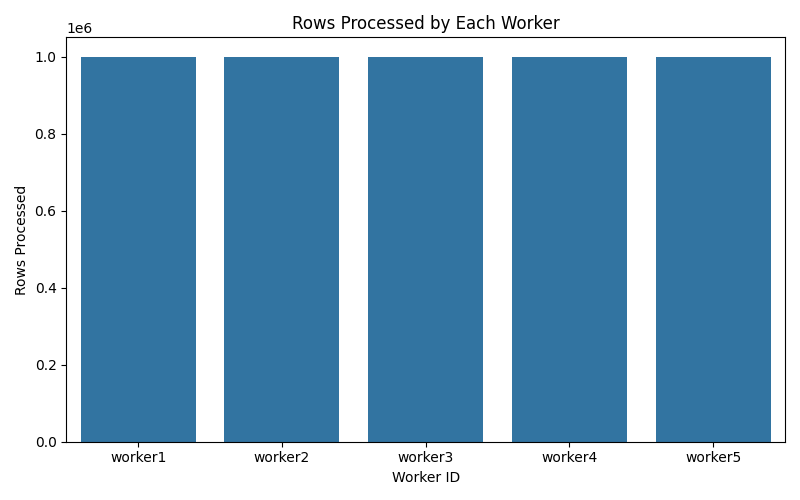 Rows Processed by Each Worker
1e6
1.0
0.8
0.6
0.4
0.2
0.0
Rows Processed
worker1 worker2 worker3 worker4 worker5
Worker ID